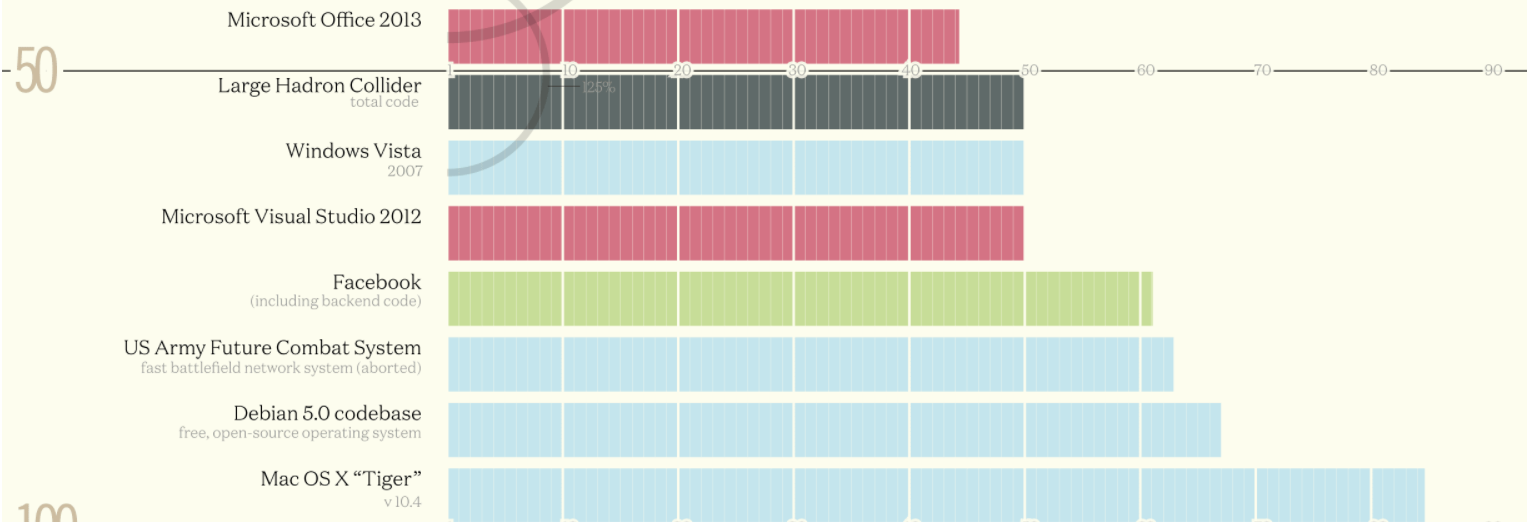 Microsoft Office 2013
50
1 10 20 30 40 50 60 70 80 90
Large Hadron Collider
total code
125%
Windows Vista
2007
Microsoft Visual Studio 2012
Facebook
(including backend code)
US Army Future Combat System
fast battlefield network system (aborted)
Debian 5.0 codebase
free, open-source operating system
Mac OS X “Tiger”
v 10.4
100